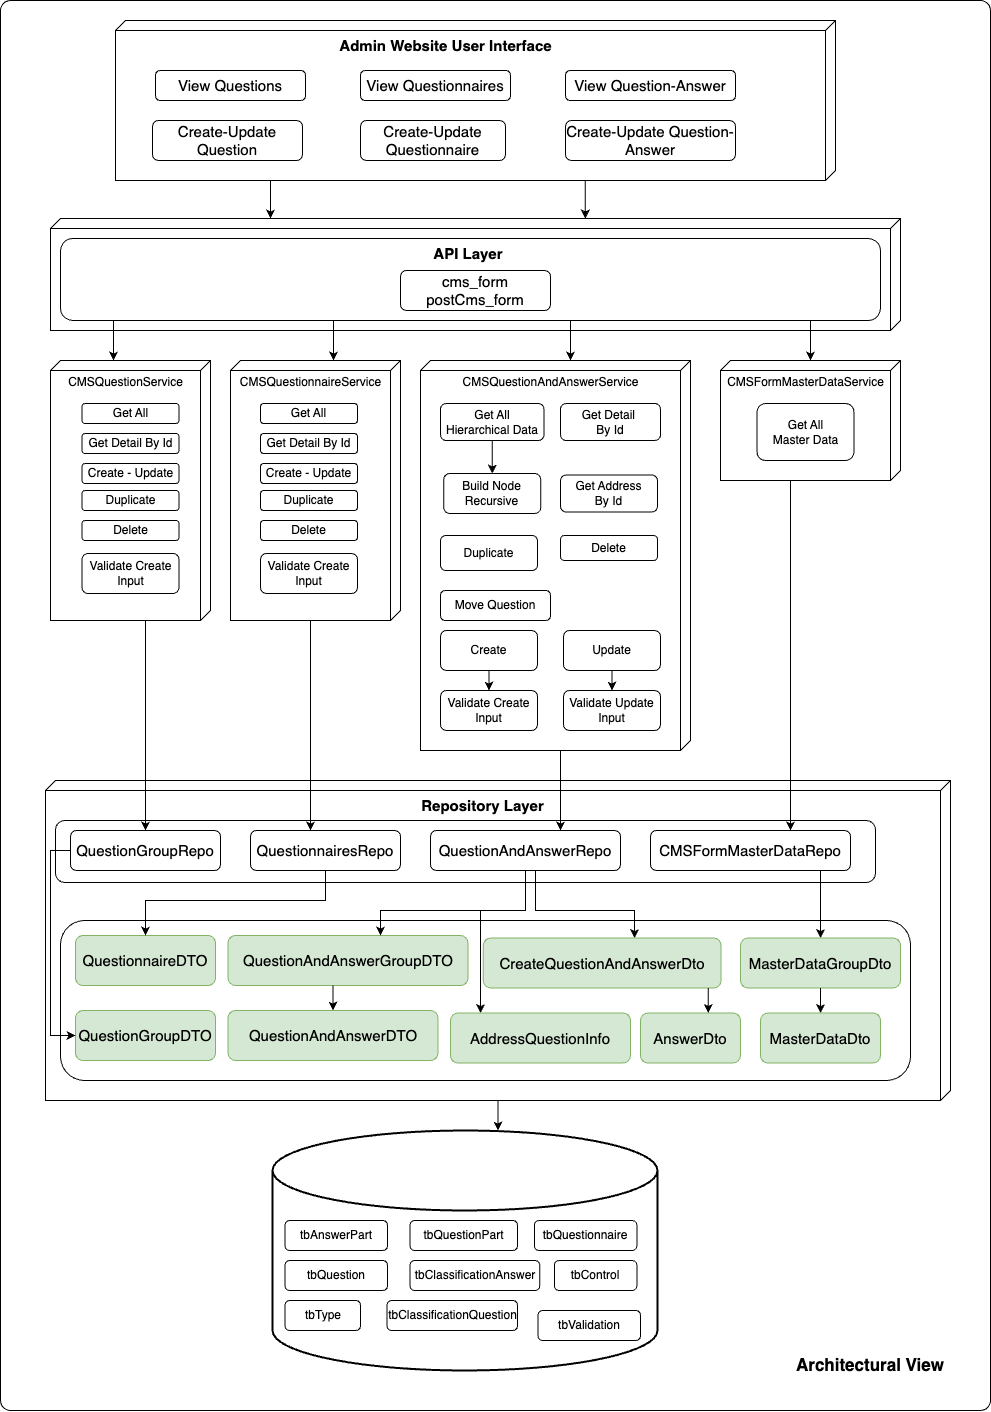 Admin Website User Interface
View Questions
View Questionnaires
View Question-Answer
Create-Update
Question
Create-Update
Questionnaire
Create-Update Question-
Answer
API Layer
cms_form
postCms_form
CMSQuestionService
Get All
Get Detail By Id
Create - Update
Duplicate
Delete
Validate Create
Input
CMSQuestionnaireService
Get All
Get Detail By Id
Create - Update
Duplicate
Delete
Validate Create
Input
CMSQuestionAndAnswerService
Get All
Hierarchical Data
Get Detail
By Id
Build Node
Recursive
Get Address
By Id
Duplicate
Delete
Move Question
Create
Update
Validate Create
Input
Validate Update
Input
CMSFormMasterDataService
Get All
Master Data
Repository Layer
QuestionGroupRepo
QuestionnairesRepo
QuestionAndAnswerRepo
CMSFormMasterDataRepo
QuestionnaireDTO
QuestionAndAnswerGroupDTO
CreateQuestionAndAnswerDto
MasterDataGroupDto
QuestionGroupDTO
QuestionAndAnswerDTO
AddressQuestionInfo
AnswerDto
MasterDataDto
tbAnswerPart
tbQuestionPart
tbQuestionnaire
tbQuestion
tbClassificationAnswer
tbControl
tbType
tbClassificationQuestion
tbValidation
Architectural View